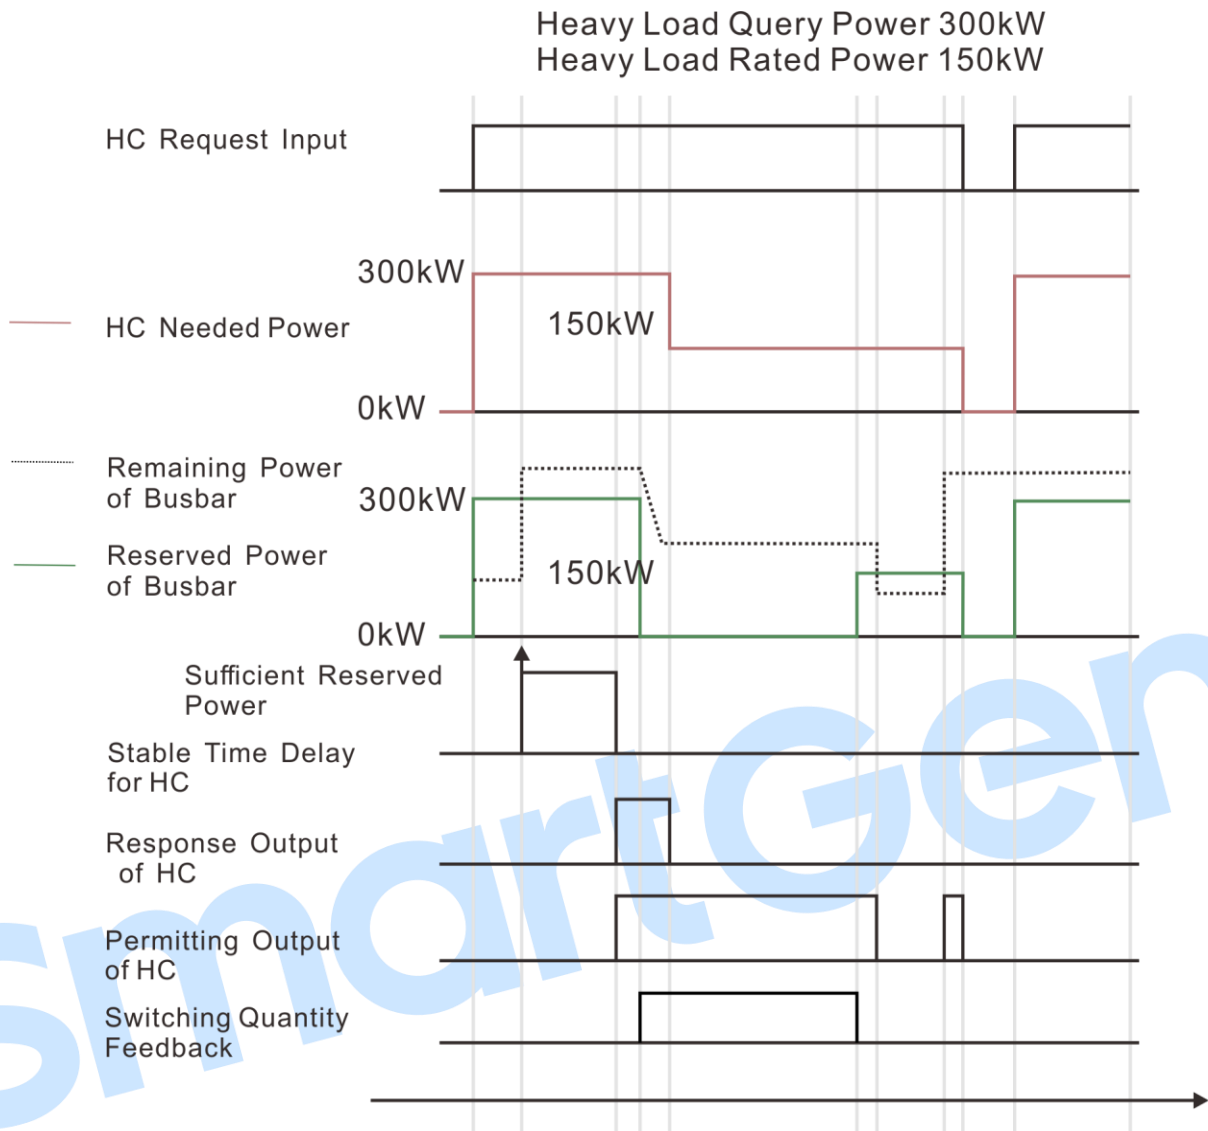 Heavy Load Query Power 300kW
Heavy Load Rated Power 150kW
HC Request Input
300kW
150kW
HC Needed Power
0kW
Remaining Power
of Busbar
300kW
Reserved Power
of Busbar
150kW
0kW
Sufficient Reserved
Power
Stable Time Delay
for HC
Response Output
of HC
Permitting Output
of HC
Switching Quantity
Feedback
smartGen